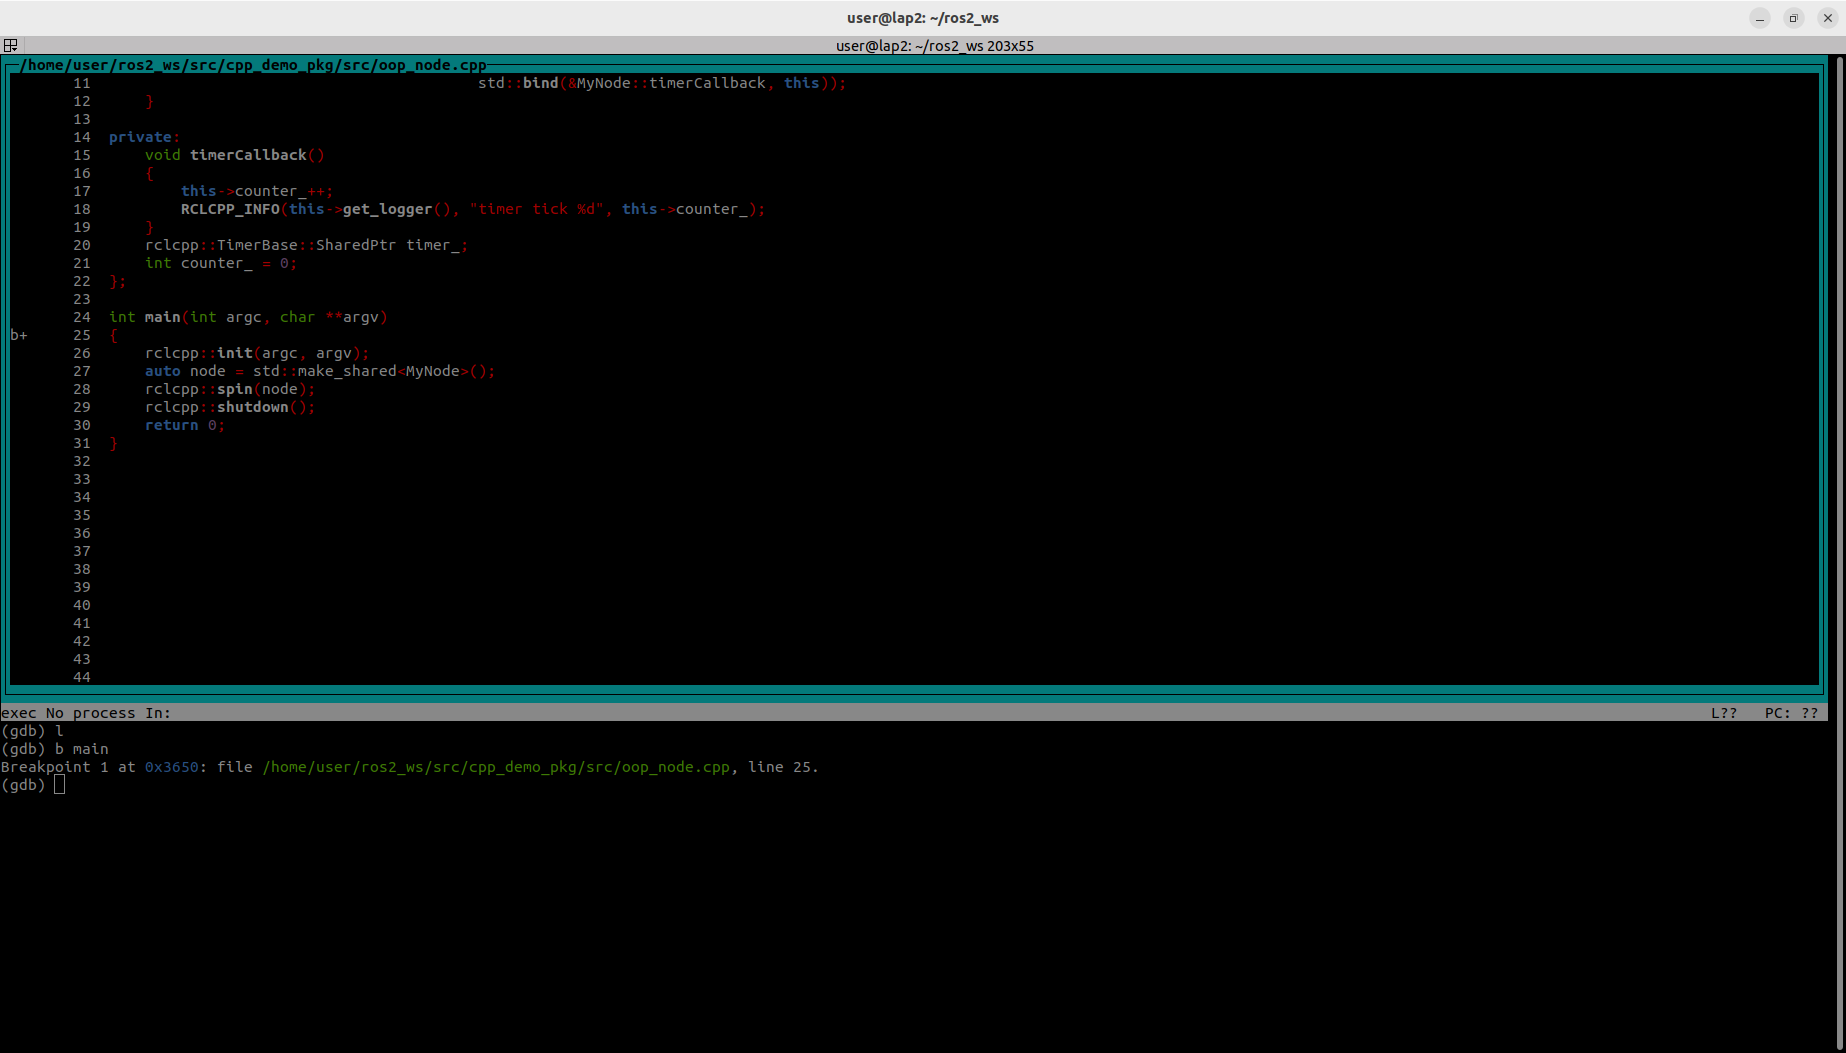 user@lap2: ~/ros2_ws
user@lap2: ~/ros2_ws 203x55
/home/user/ros2_ws/src/cpp_demo_pkg/src/oop_node.cpp
11                                          std::bind(&MyNode::timerCallback, this));
12      }
13
14  private:
15      void timerCallback()
16      {
17          this->counter_++;
18          RCLCPP_INFO(this->get_logger(), "timer tick %d", this->counter_);
19      }
20      rclcpp::TimerBase::SharedPtr timer_;
21      int counter_ = 0;
22  };
23
24  int main(int argc, char **argv)
b+ 25  {
26      rclcpp::init(argc, argv);
27      auto node = std::make_shared<MyNode>();
28      rclcpp::spin(node);
29      rclcpp::shutdown();
30      return 0;
31  }
32
33
34
35
36
37
38
39
40
41
42
43
44
exec No process In: L?? PC: ??
(gdb) l
(gdb) b main
Breakpoint 1 at 0x3650: file /home/user/ros2_ws/src/cpp_demo_pkg/src/oop_node.cpp, line 25.
(gdb)